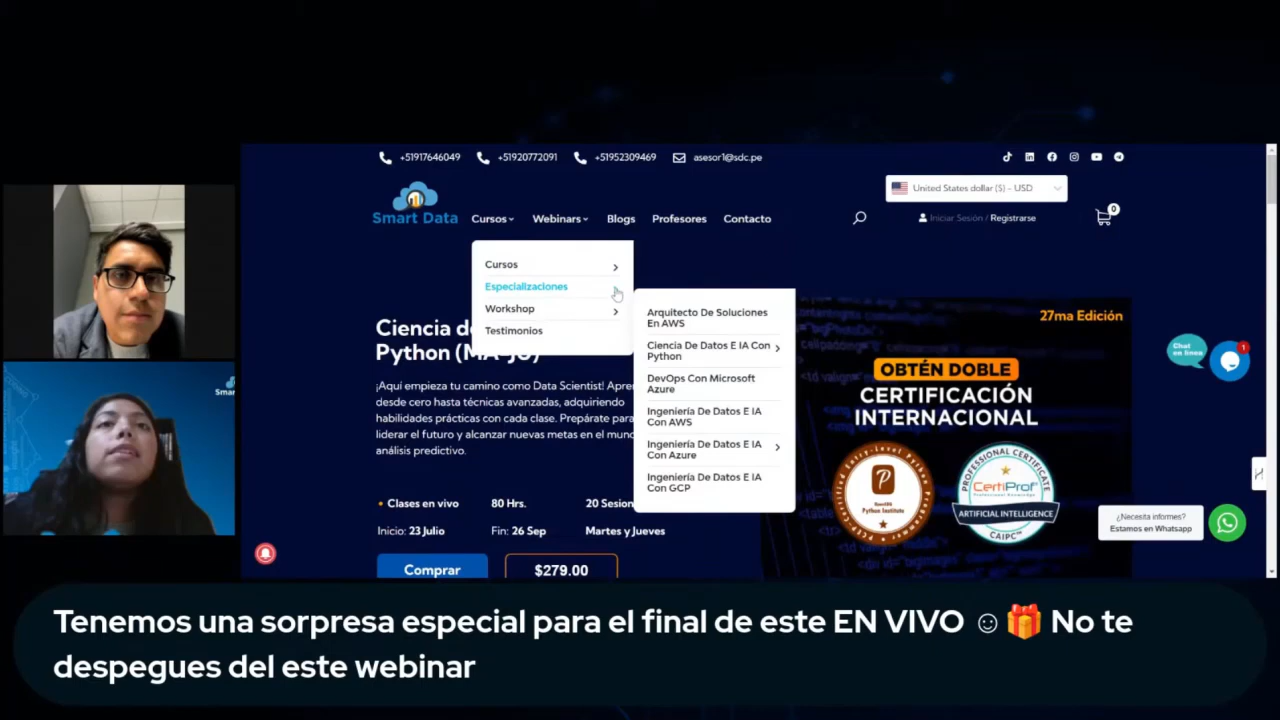 +51917646049
+51920772091
+51952309469
asesor1@sdc.pe
United States dollar ($) – USD
Smart Data
Cursos
Webinars
Blogs
Profesores
Contacto
Iniciar Sesión / Registrarse
0
Cursos
Especializaciones
Workshop
Testimonios
Arquitecto De Soluciones
En AWS
Ciencia De Datos E IA Con
Python
DevOps Con Microsoft
Azure
Ingeniería De Datos E IA
Con AWS
Ingeniería De Datos E IA
Con Azure
Ingeniería De Datos E IA
Con GCP
Ciencia de
Python
¡Aquí empieza tu camino como Data Scientist! Apren
desde cero hasta técnicas avanzadas, adquiriendo
habilidades prácticas con cada clase. Prepárate para
liderar el futuro y alcanzar nuevas metas en el mund
análisis predictivo.
Clases en vivo
80 Hrs.
20 Sesion
Inicio: 23 Julio
Fin: 26 Sep
Martes y Jueves
Comprar
$279.00
27ma Edición
OBTÉN DOBLE
CERTIFICACIÓN
INTERNACIONAL
Python Institute
PROFESSIONAL CERTIFICATE
CertiProf
ARTIFICIAL INTELLIGENCE
CAIPC
Chat
en línea
1
¿Necesita informes?
Estamos en Whatsapp
Smar
Tenemos una sorpresa especial para el final de este EN VIVO ☺🎁 No te
despegues del este webinar